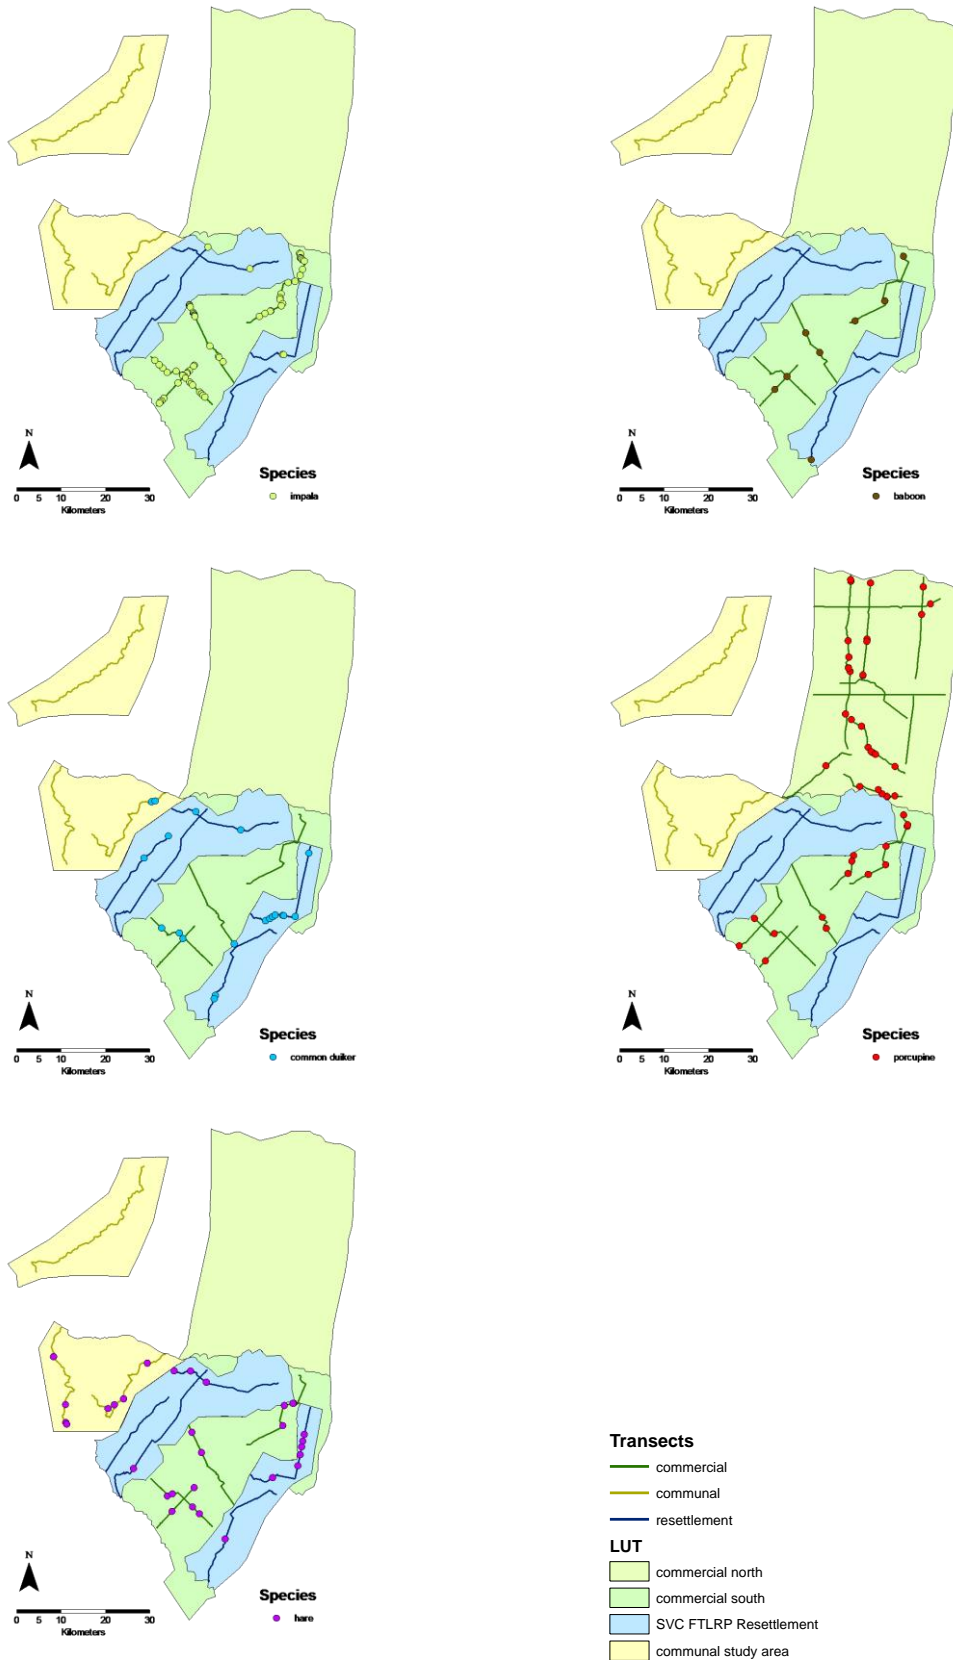 N
Species
impala
0 5 10 20 30
Kilometers
N
Species
baboon
0 5 10 20 30
Kilometers
N
Species
common duiker
0 5 10 20 30
Kilometers
N
Species
porcupine
0 5 10 20 30
Kilometers
N
Species
hare
0 5 10 20 30
Kilometers
Transects
commercial
communal
resettlement
LUT
commercial north
commercial south
SVC FTLRP Resettlement
communal study area